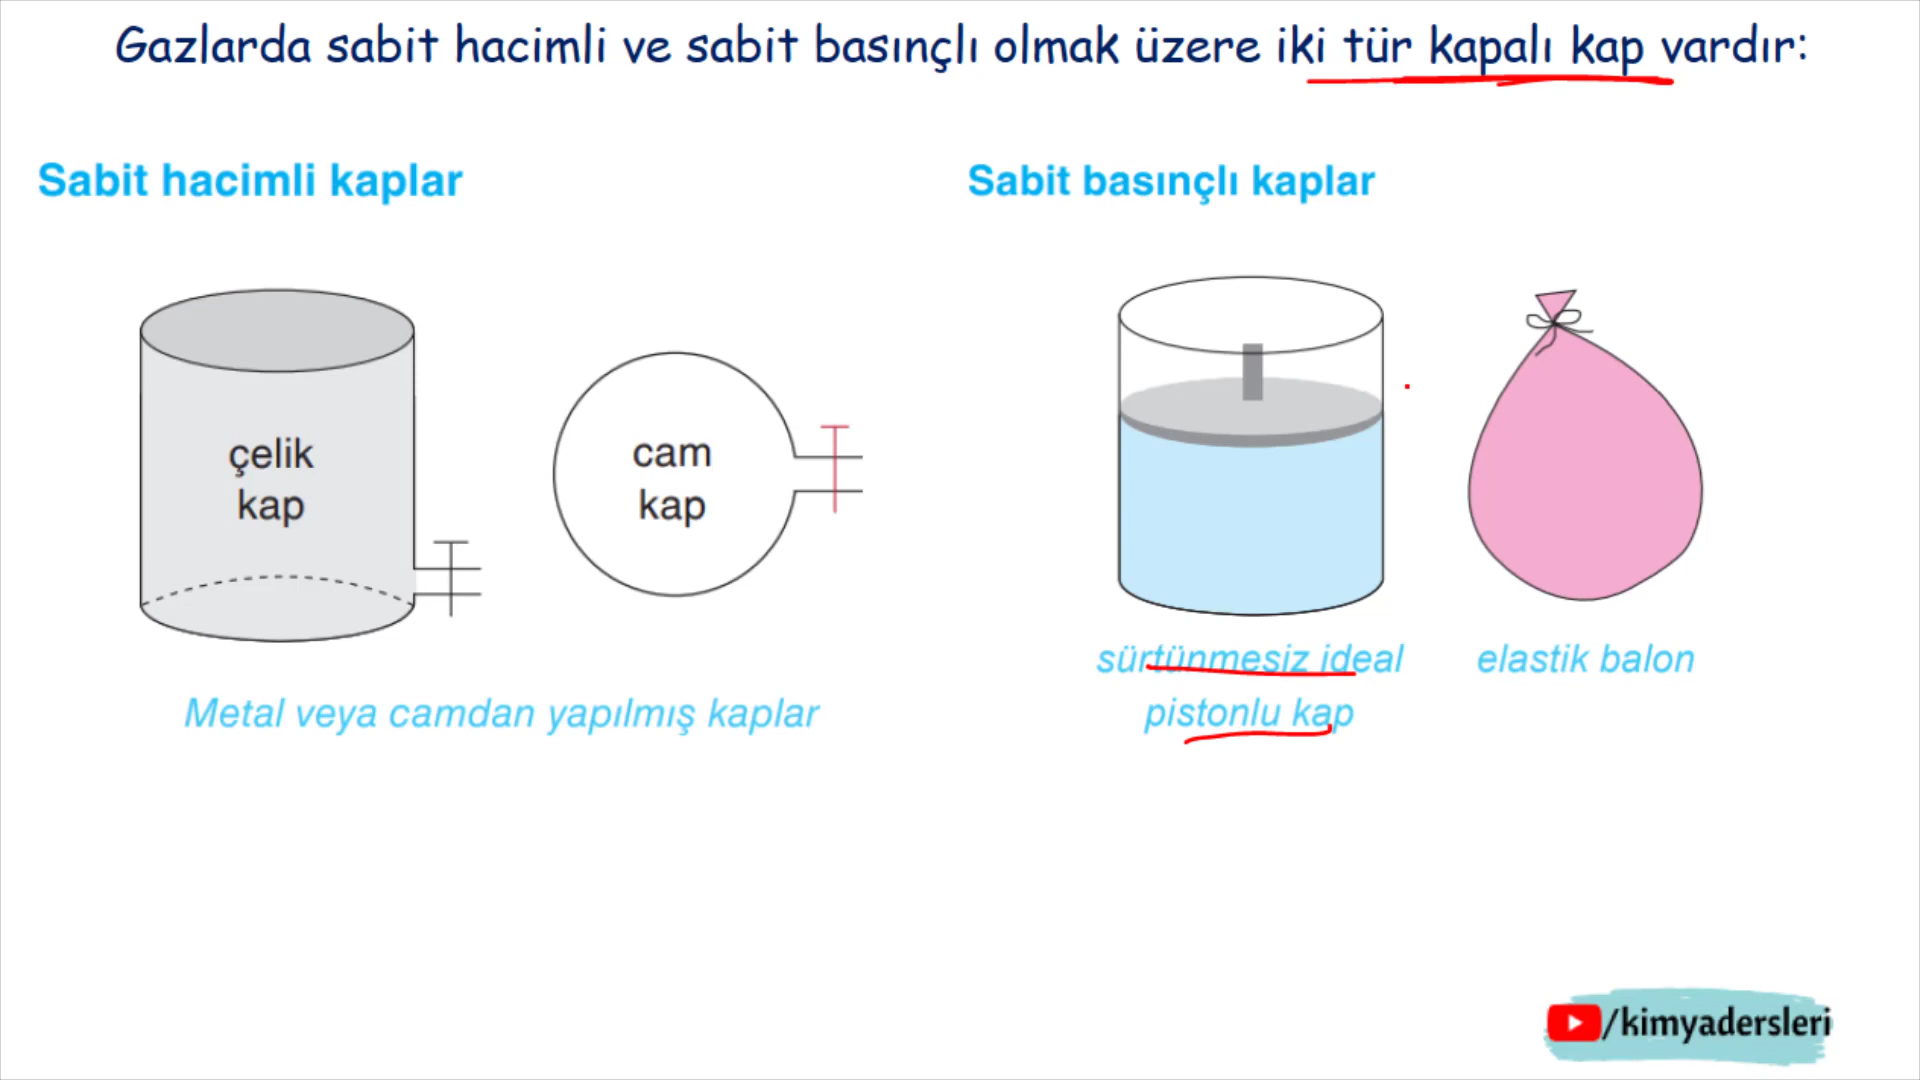 Gazlarda sabit hacimli ve sabit basınçlı olmak üzere iki tür kapalı kap vardır:
Sabit hacimli kaplar
çelik
kap
cam
kap
Metal veya camdan yapılmış kaplar
Sabit basınçlı kaplar
sürtünmesiz ideal
pistonlu kap
elastik balon
/kimyadersleri